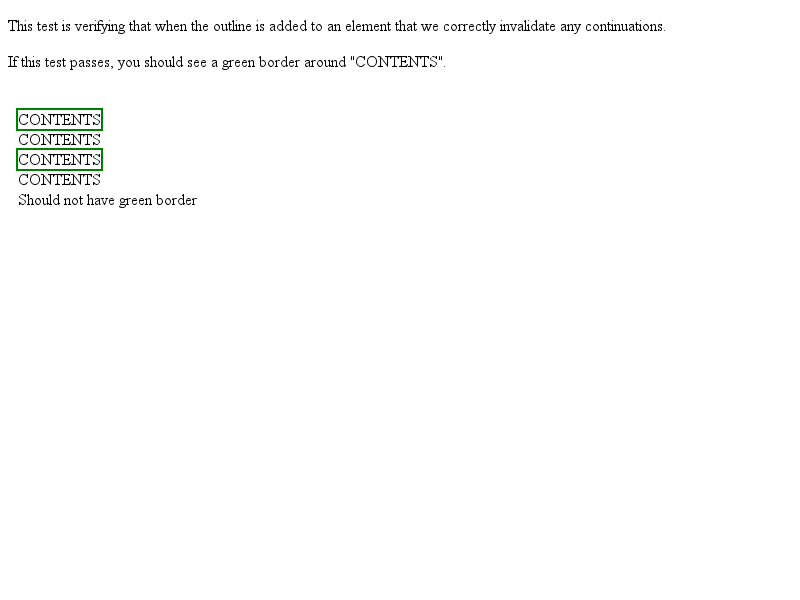 This test is verifying that when the outline is added to an element that we correctly invalidate any continuations.
If this test passes, you should see a green border around "CONTENTS".
CONTENTS
CONTENTS
CONTENTS
CONTENTS
Should not have green border